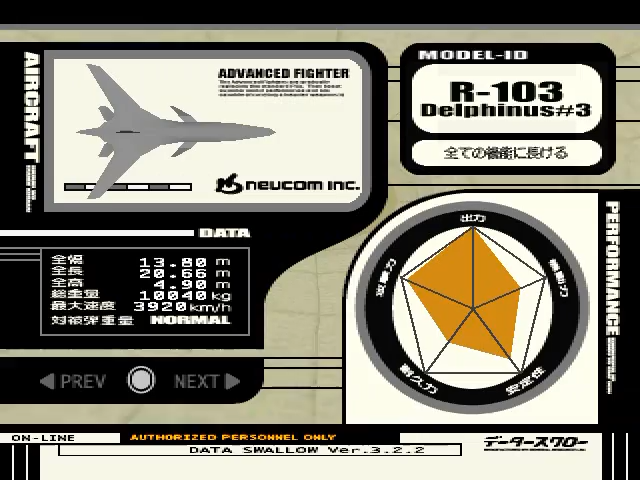 AIRCRAFT
ADVANCED FIGHTER
neucom inc.
MODEL-ID
R-103
Delphinus#3
全ての機能に長ける
DATA
全幅 13.80 m
全長 20.66 m
全高 4.90 m
総重量 10040 kg
最大速度 3920 km/h
対被弾重量 NORMAL
PREV
NEXT
PERFORMANCE
出力
機動力
安定性
耐久力
攻撃力
ON-LINE
AUTHORIZED PERSONNEL ONLY
DATA SWALLOW Ver.3.2.2
データースワロー